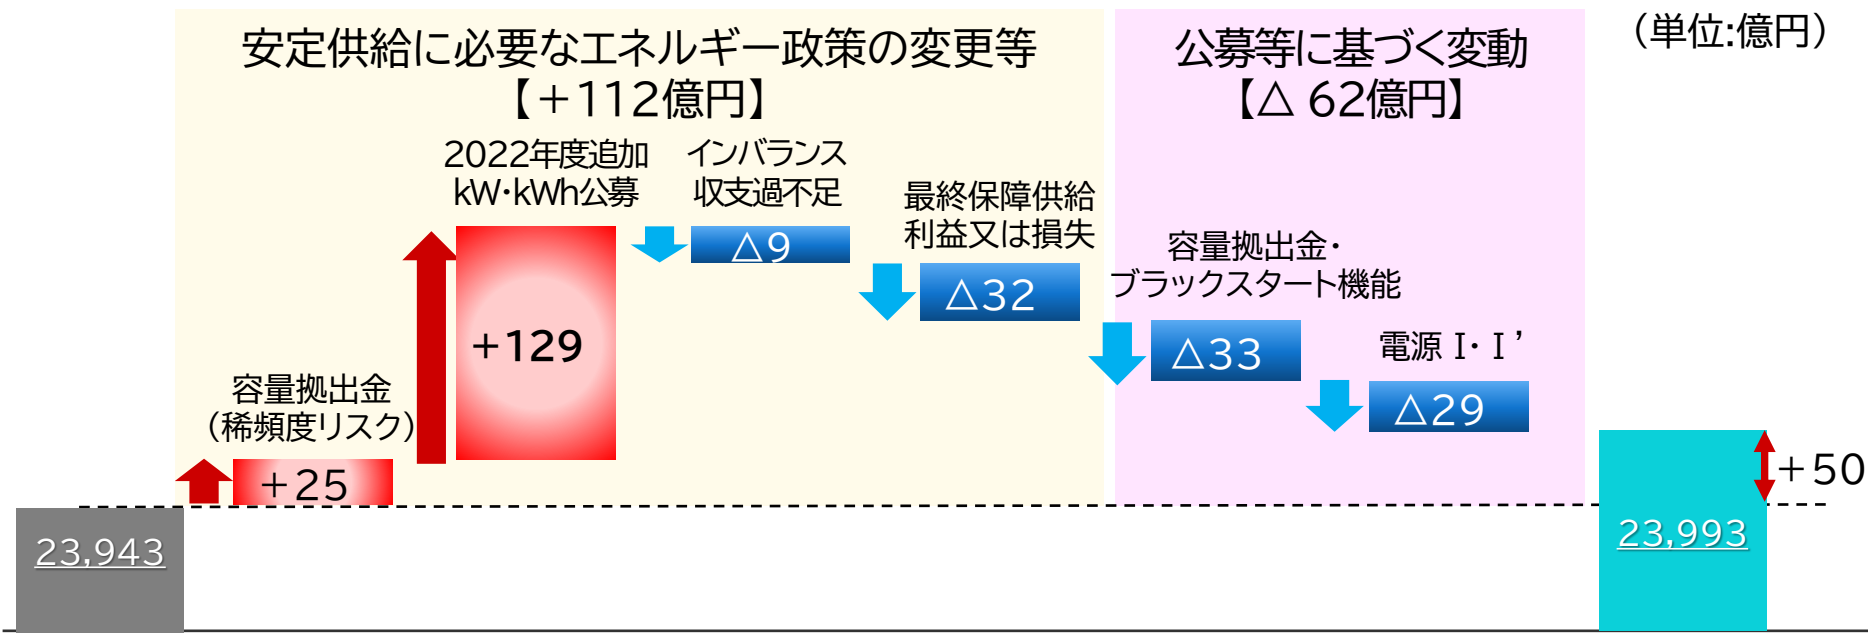 安定供給に必要なエネルギー政策の変更等
【+112億円】
公募等に基づく変動
【△ 62億円】
（単位:億円）
2022年度追加
kW・kWh公募
インバランス
収支過不足
最終保障供給
利益又は損失
容量拠出金・
ブラックスタート機能
電源 I・I’
容量拠出金
（稀頻度リスク）
+25
+129
△9
△32
△33
△29
+50
23,943
23,993